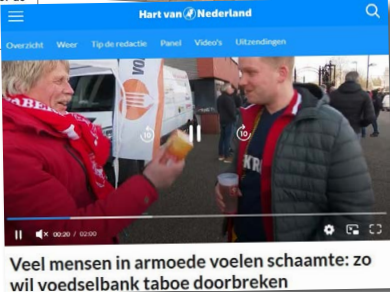 Hart van Nederland
Overzicht Weer Tip de redactie Panel Video's Uitzendingen
10 10
00:20 / 02:00
Veel mensen in armoede voelen schaamte: zo
wil voedselbank taboe doorbreken